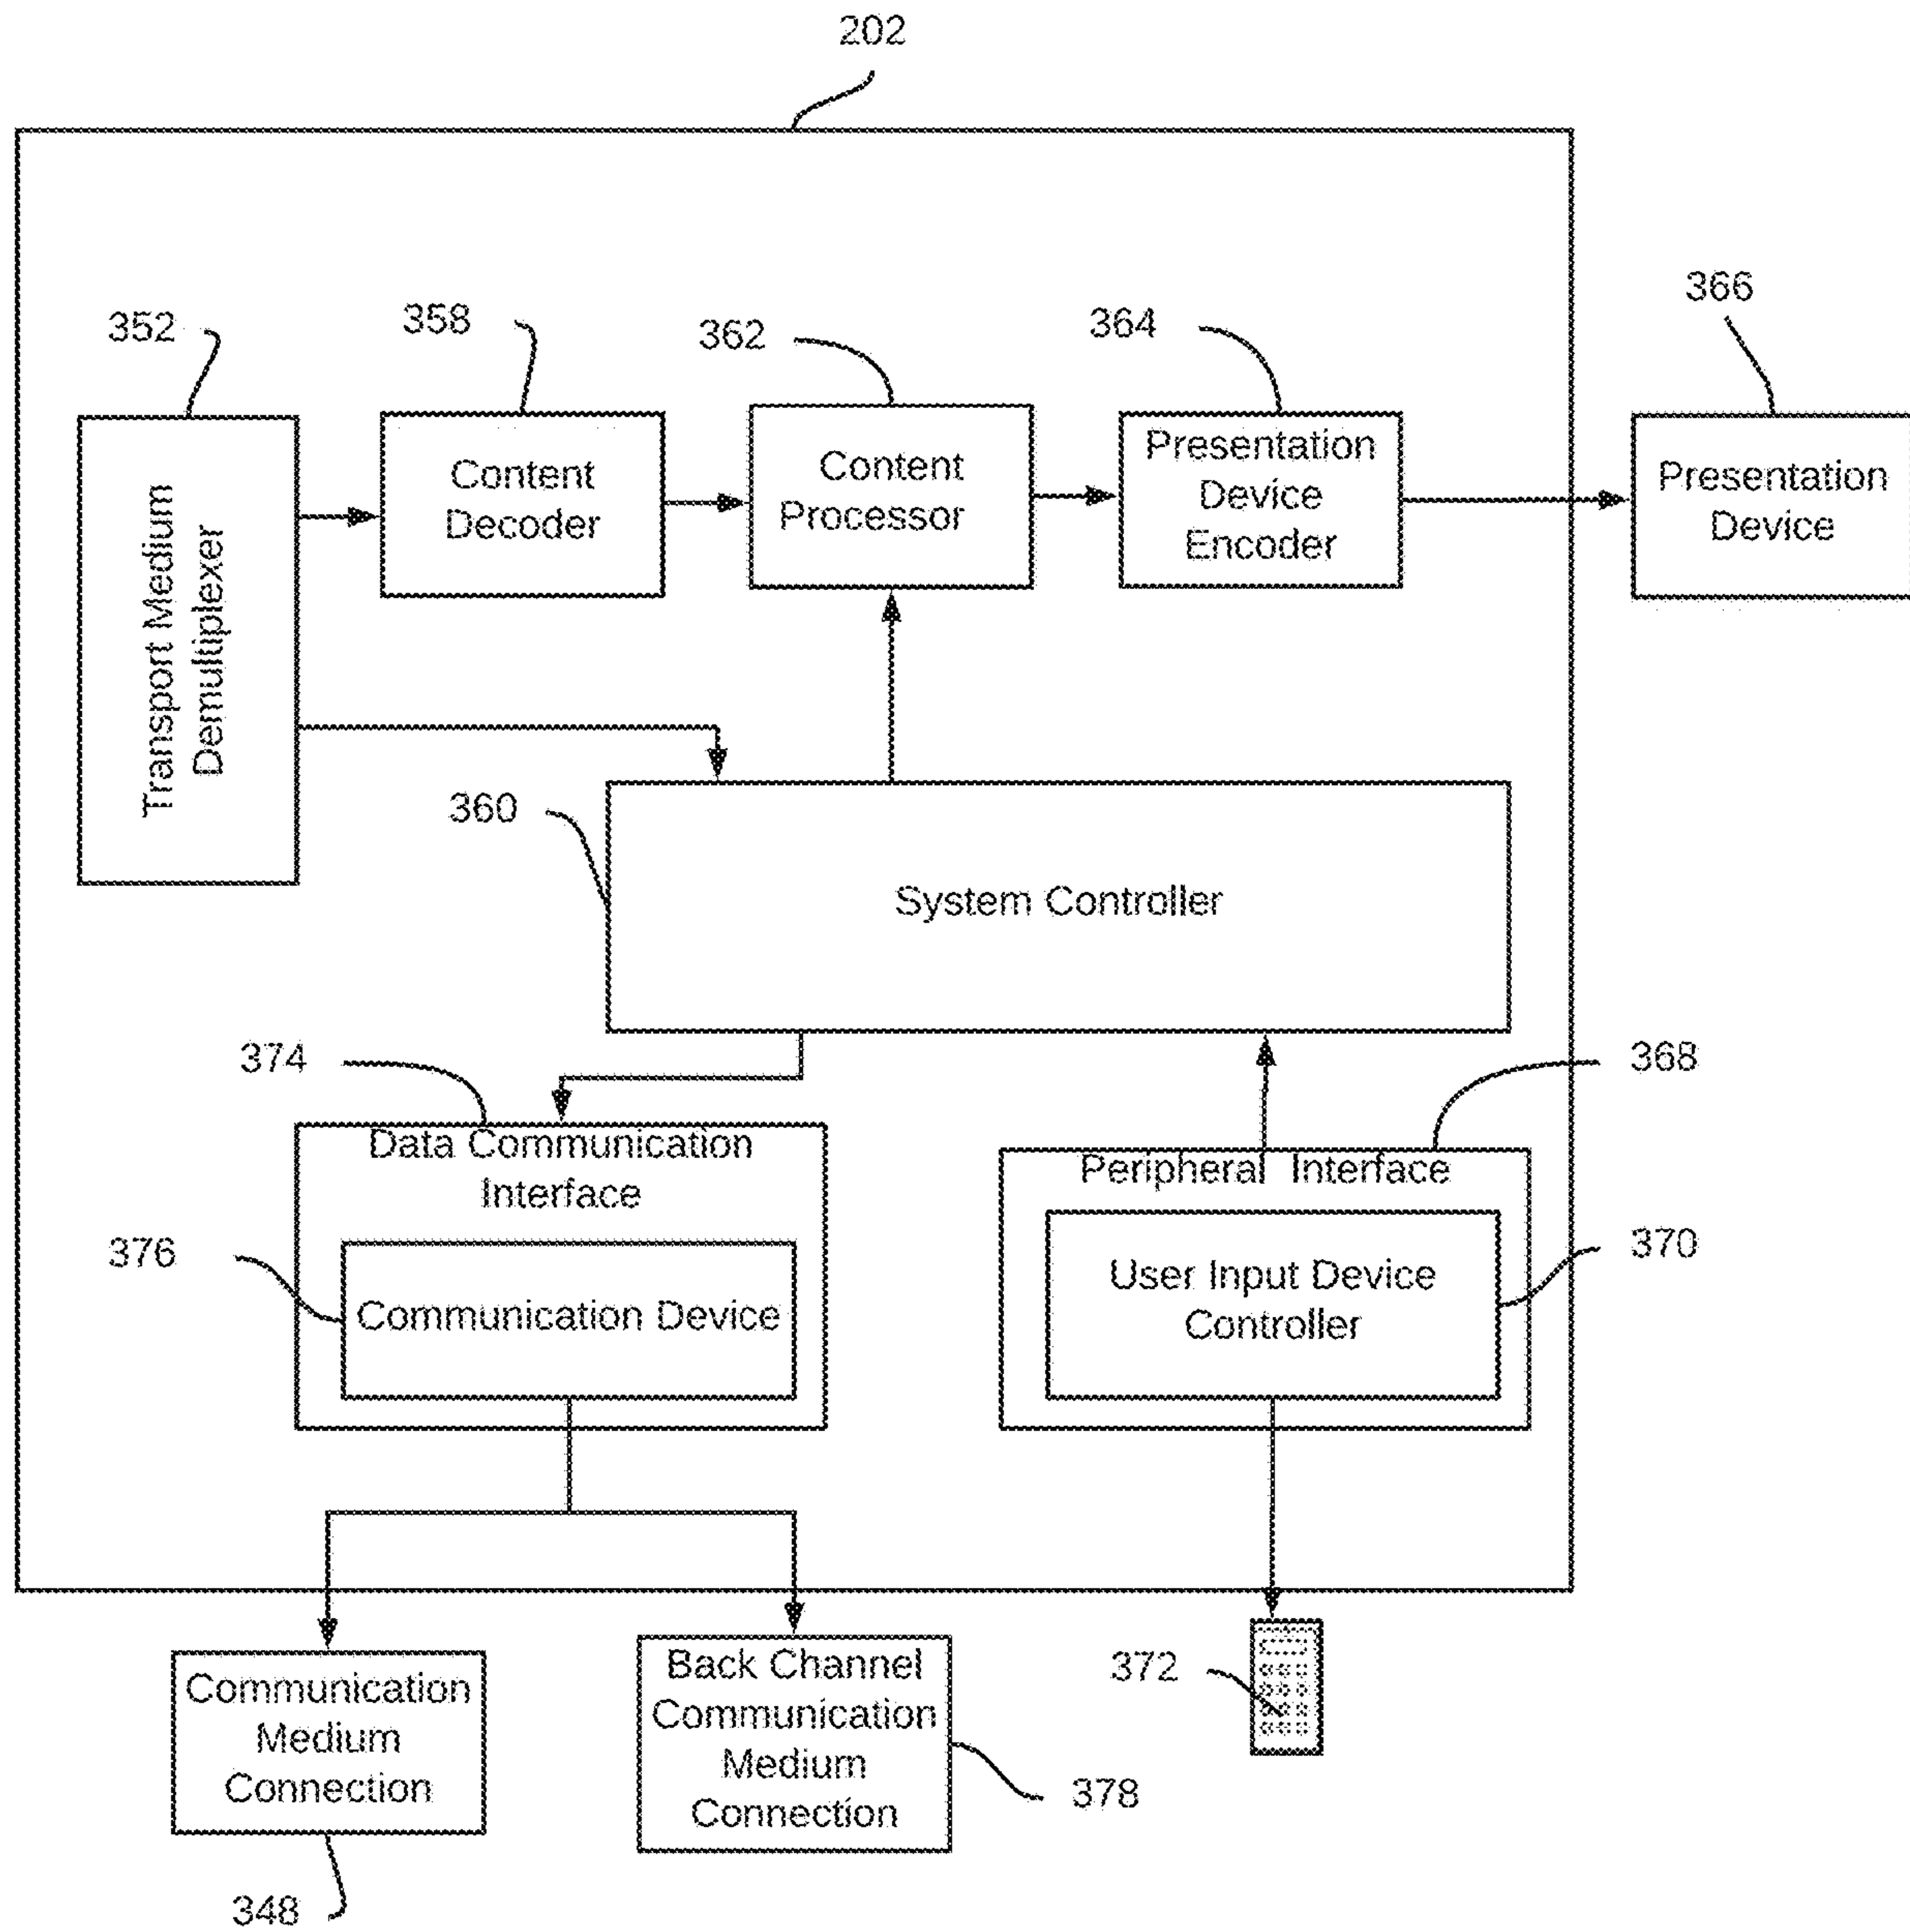 202
352
358
362
364
366
Transport Medium
Demultiplexer
Content
Decoder
Content
Processor
Presentation
Device
Encoder
Presentation
Device
360
System Controller
374
368
Data Communication
Interface
Peripheral Interface
376
Communication Device
User Input Device
Controller
370
Communication
Medium
Connection
Back Channel
Communication
Medium
Connection
372
378
348